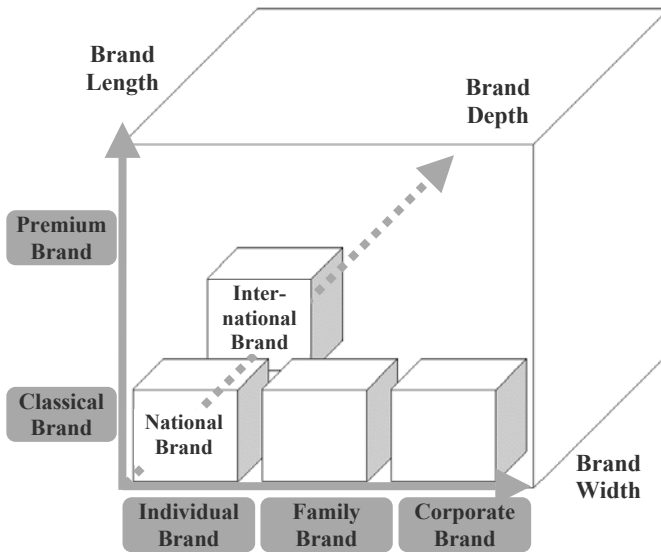 Brand
Length
Brand
Depth
Premium
Brand
Inter-
national
Brand
Classical
Brand
National
Brand
Brand
Width
Individual
Brand
Family
Brand
Corporate
Brand